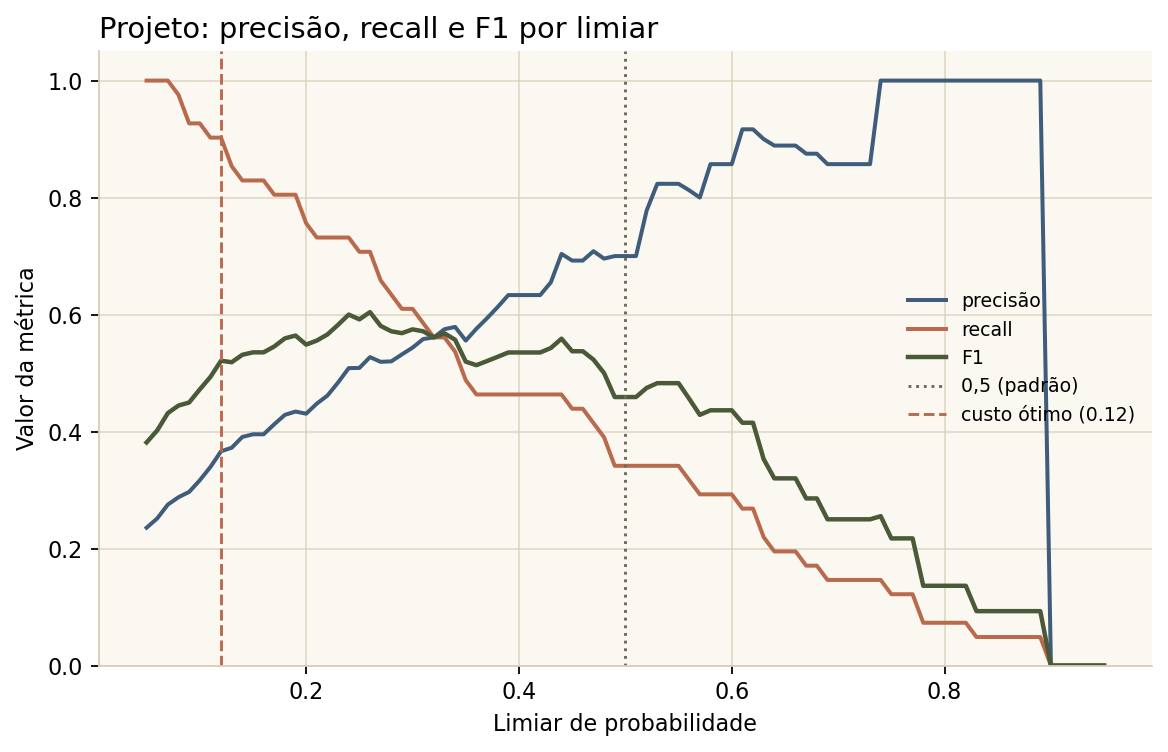 Projeto: precisão, recall e F1 por limiar
Valor da métrica
1.0
0.8
0.6
0.4
0.2
0.0
precisão
recall
F1
0,5 (padrão)
custo ótimo (0.12)
0.2
0.4
0.6
0.8
Limiar de probabilidade